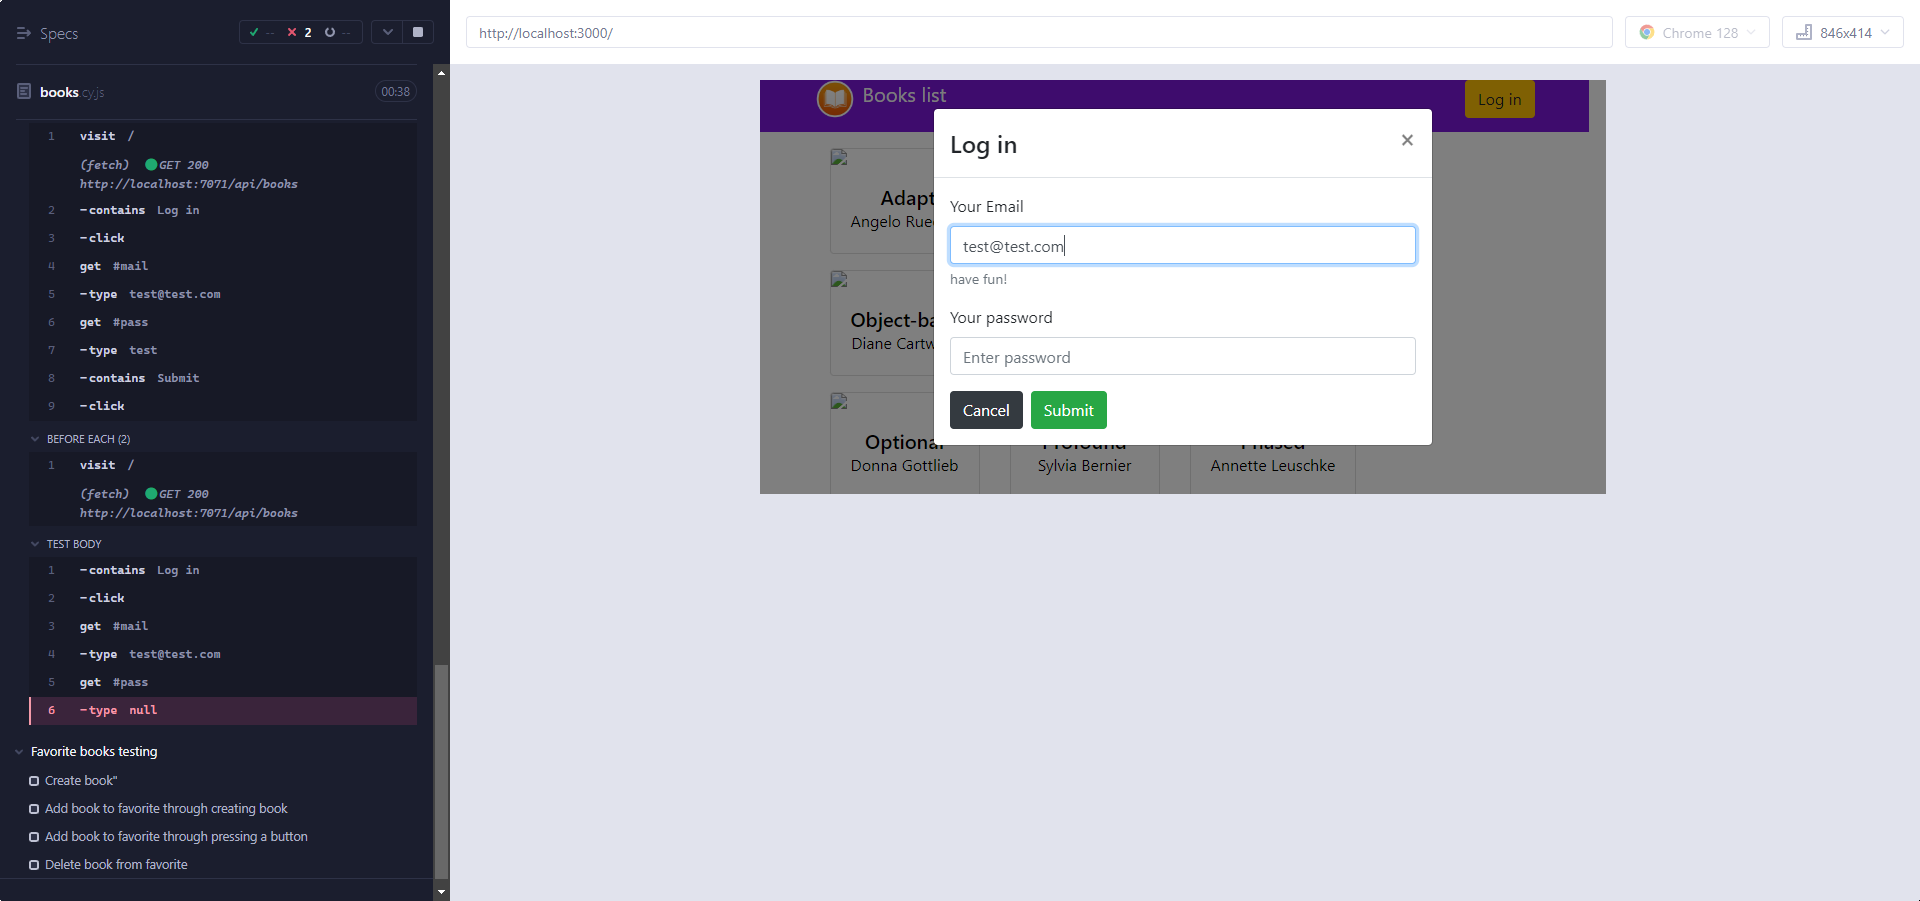 Specs
-- 2 --
books.cy.js 00:38
1 visit /
(fetch) GET 200
http://localhost:7071/api/books
2 -contains Log in
3 -click
4 get #mail
5 -type test@test.com
6 get #pass
7 -type test
8 -contains Submit
9 -click
BEFORE EACH (2)
1 visit /
(fetch) GET 200
http://localhost:7071/api/books
TEST BODY
1 -contains Log in
2 -click
3 get #mail
4 -type test@test.com
5 get #pass
6 -type null
Favorite books testing
Create book"
Add book to favorite through creating book
Add book to favorite through pressing a button
Delete book from favorite
http://localhost:3000/
Chrome 128
846x414
Books list
Log in
Log in
×
Your Email
test@test.com
have fun!
Your password
Enter password
Cancel Submit
Adapt
Angelo Rue
Object-ba
Diane Cartw
Optional Profound Phased
Donna Gottlieb Sylvia Bernier Annette Leuschke